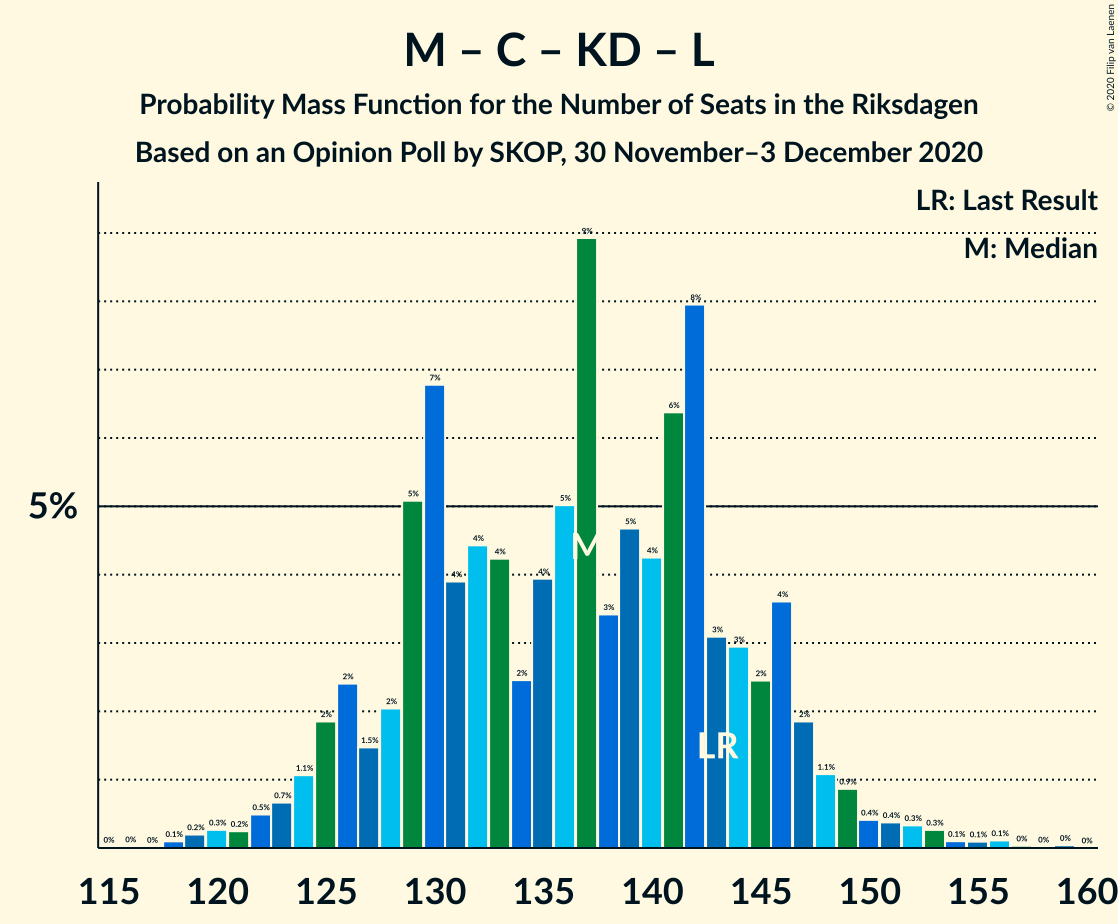 M – C – KD – L
Probability Mass Function for the Number of Seats in the Riksdagen
Based on an Opinion Poll by SKOP, 30 November–3 December 2020
© 2020 Filip van Laenen
LR: Last Result
M: Median
5%
0% 0% 0% 0.1% 0.2% 0.3% 0.2% 0.5% 0.7% 1.1% 2% 2% 1.5% 2% 5% 7% 4% 4% 4% 2% 4% 5% 9% 3% 5% 4% 6% 8% 3% 3% 2% 4% 2% 1.1% 0.9% 0.4% 0.4% 0.3% 0.3% 0.1% 0.1% 0.1% 0% 0% 0% 0%
M
LR
115 120 125 130 135 140 145 150 155 160